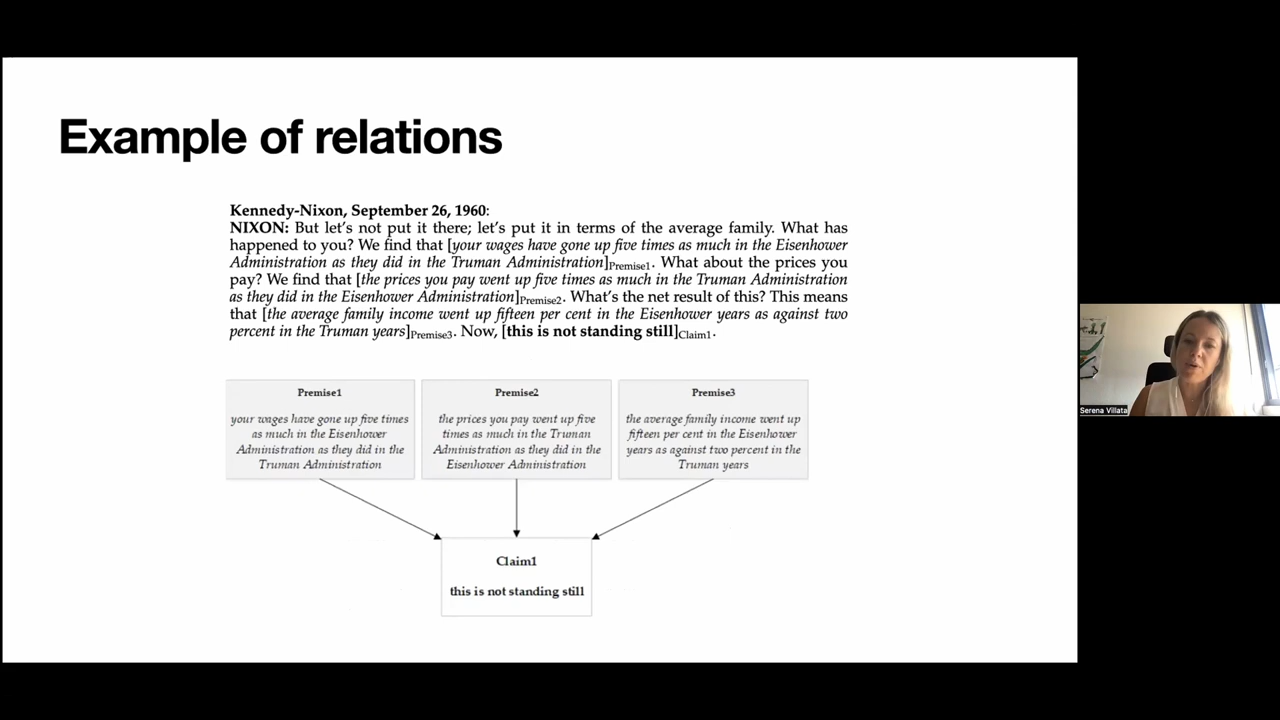 Example of relations
Kennedy-Nixon, September 26, 1960:
NIXON: But let's not put it there; let's put it in terms of the average family. What has
happened to you? We find that [your wages have gone up five times as much in the Eisenhower
Administration as they did in the Truman Administration]Premise1. What about the prices you
pay? We find that [the prices you pay went up five times as much in the Truman Administration
as they did in the Eisenhower Administration]Premise2. What's the net result of this? This means
that [the average family income went up fifteen per cent in the Eisenhower years as against two
percent in the Truman years]Premise3. Now, [this is not standing still]Claim1.
Premise1
your wages have gone up five times
as much in the Eisenhower
Administration as they did in the
Truman Administration
Premise2
the prices you pay went up five
times as much in the Truman
Administration as they did in the
Eisenhower Administration
Premise3
the average family income went up
fifteen per cent in the Eisenhower
years as against two percent in the
Truman years
Claim1
this is not standing still
Serena Villata